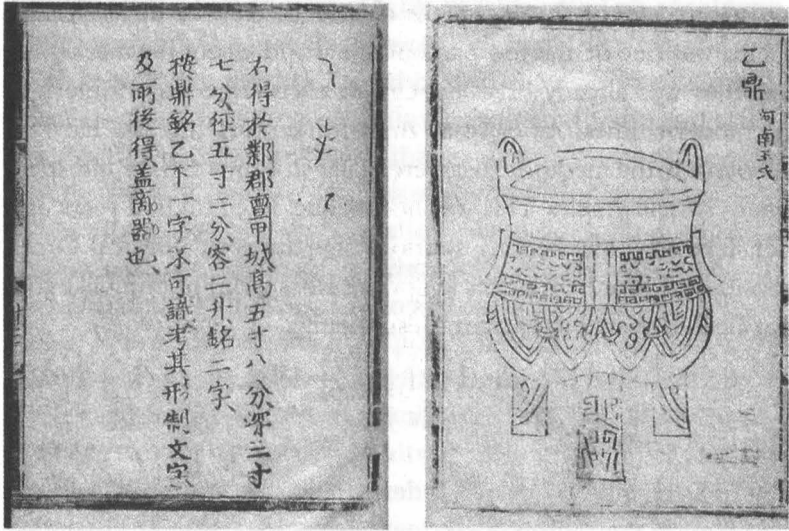 乙鼎 河南王氏
右得於鄴郡亶甲城高五寸八分深三寸
七分徑五寸二分容二升銘二字、
按鼎銘乙下一字不可識考其形制文字、
及所從得盖商器也、